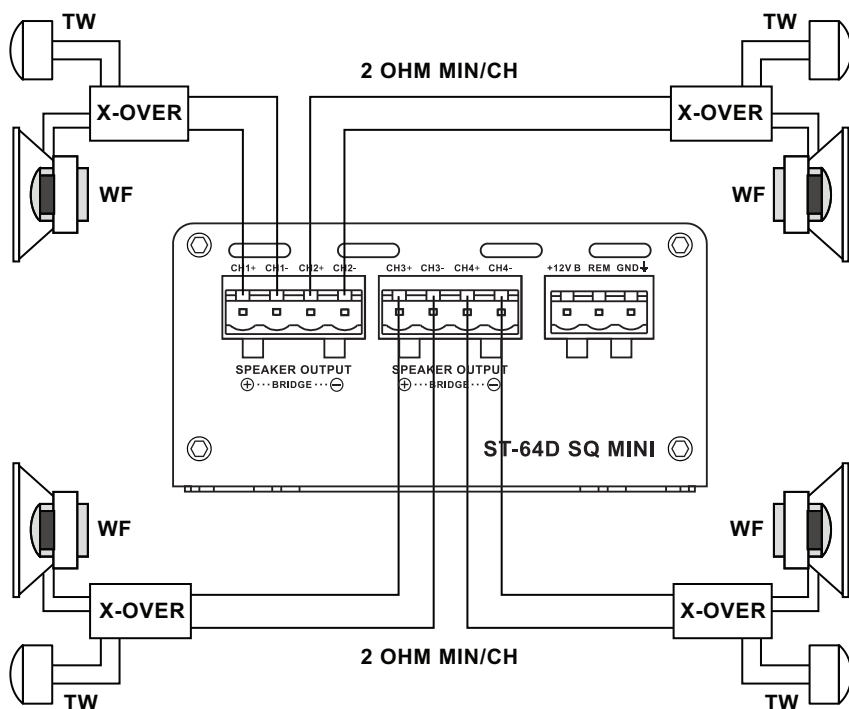 TW
TW
2 OHM MIN/CH
X-OVER
X-OVER
WF
WF
CH1+ CH1- CH2+ CH2-
CH3+ CH3- CH4+ CH4-
+12V B REM GND
SPEAKER OUTPUT
SPEAKER OUTPUT
+ ··· BRIDGE ··· −
+ ··· BRIDGE ··· −
ST-64D SQ MINI
WF
WF
X-OVER
X-OVER
2 OHM MIN/CH
TW
TW